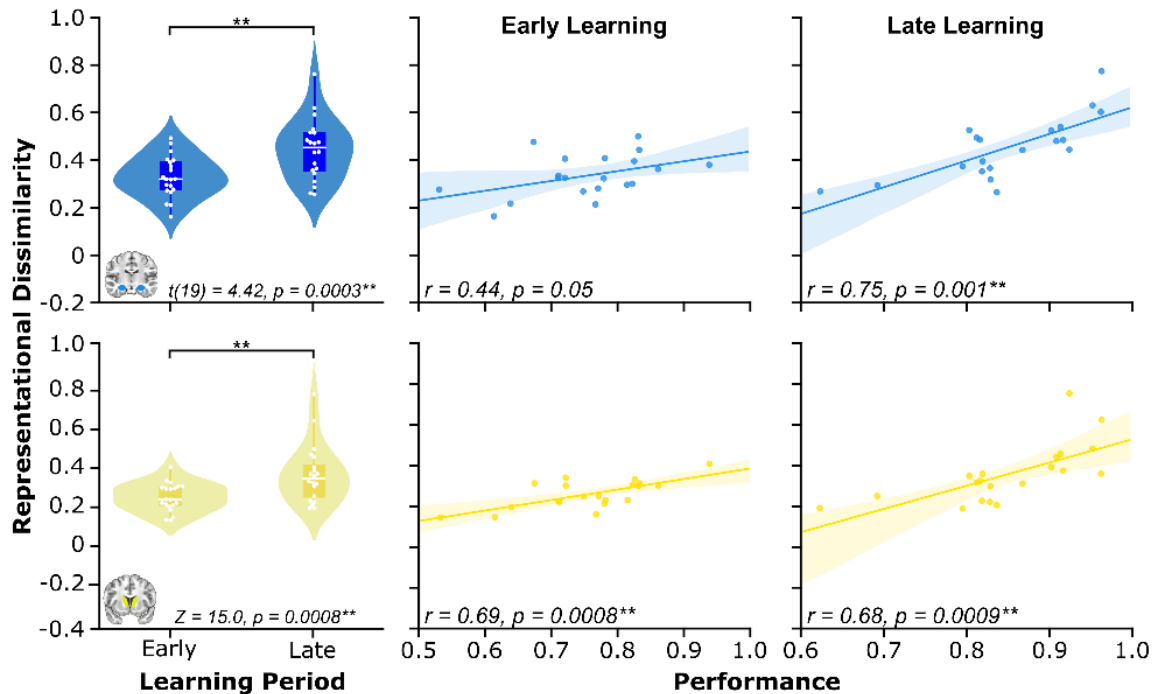 Early Learning
Late Learning
Representational Dissimilarity
1.0
0.8
0.6
0.4
0.2
0
-0.2
**
t(19) = 4.42, p = 0.0003**
r = 0.44, p = 0.05
r = 0.75, p = 0.001**
1.0
0.8
0.6
0.4
0.2
0
-0.2
-0.4
**
Z = 15.0, p = 0.0008**
r = 0.69, p = 0.0008**
r = 0.68, p = 0.0009**
Early Late
0.5 0.6 0.7 0.8 0.9 1.0
0.6 0.7 0.8 0.9 1.0
Learning Period
Performance